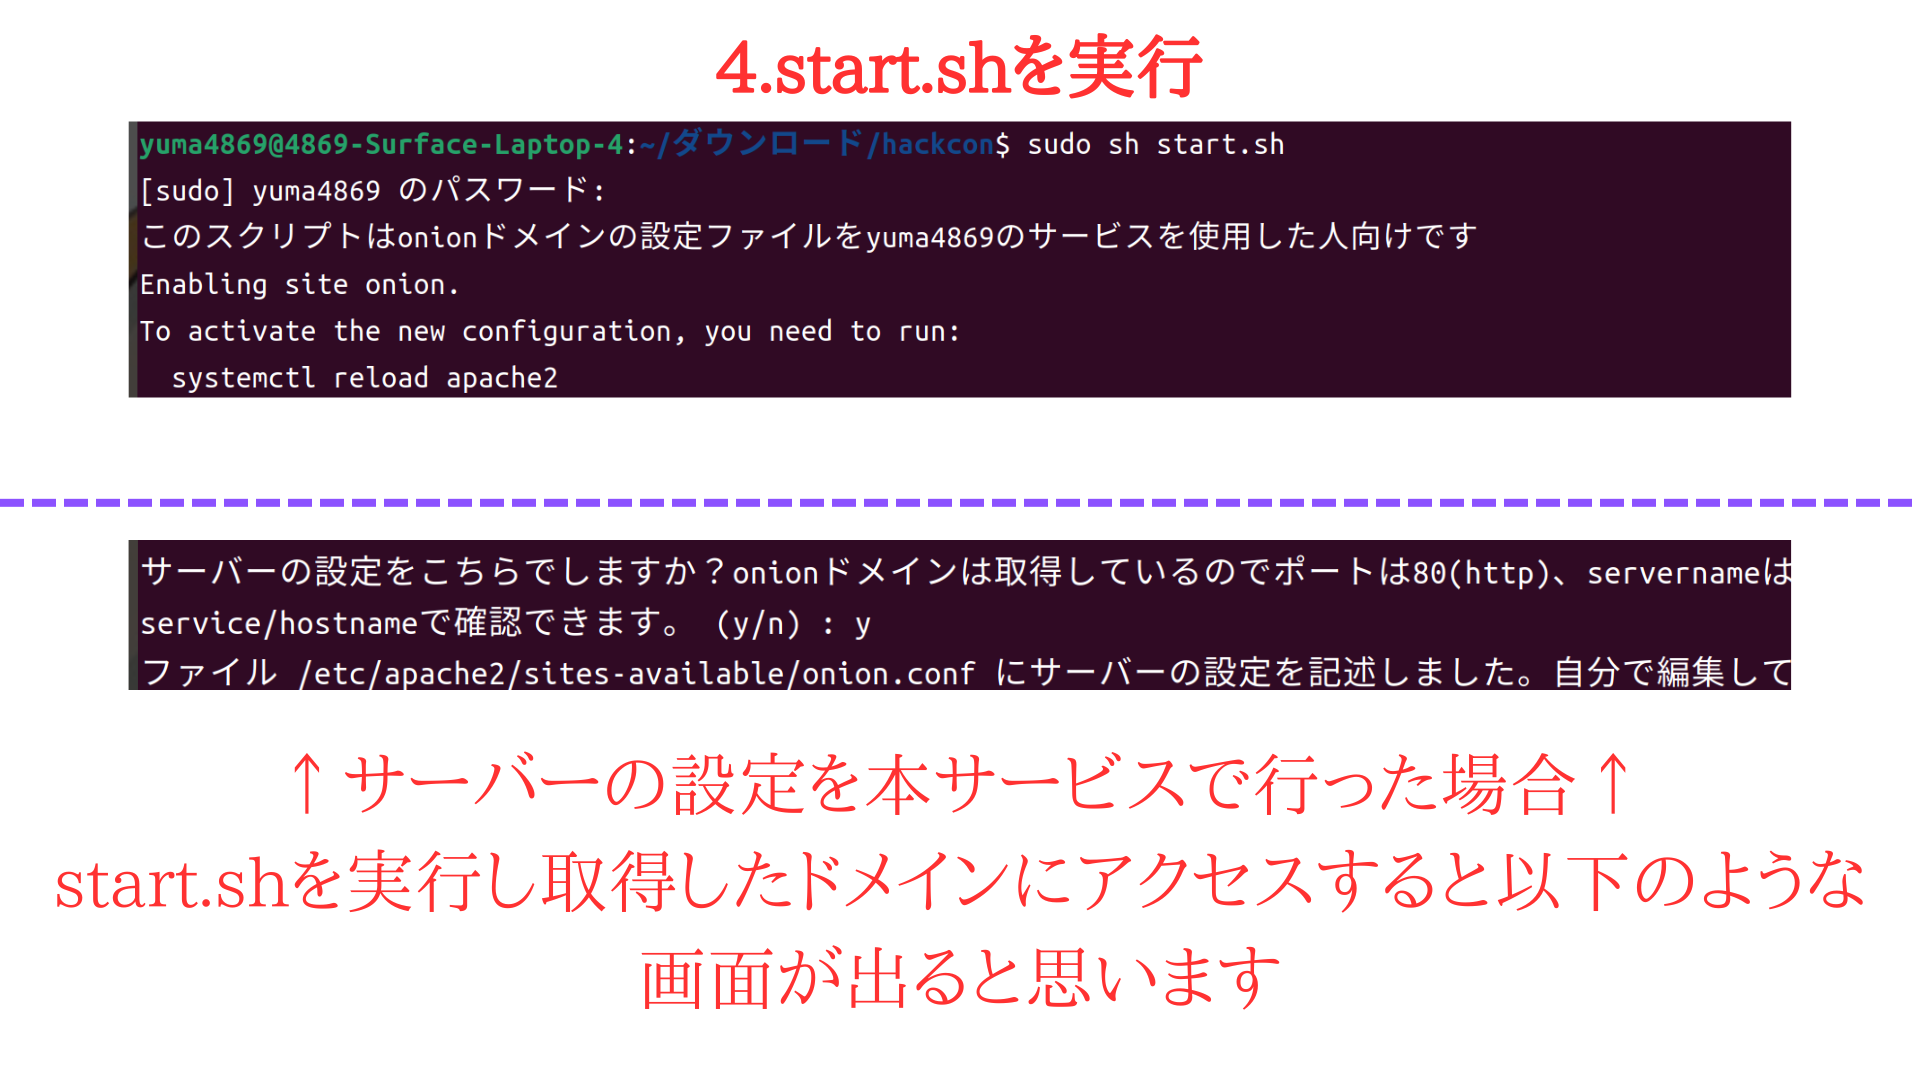 4.start.shを実行
yuma4869@4869-Surface-Laptop-4:~/ダウンロード/hackcon$ sudo sh start.sh
[sudo] yuma4869 のパスワード:
このスクリプトはonionドメインの設定ファイルをyuma4869のサービスを使用した人向けです
Enabling site onion.
To activate the new configuration, you need to run:
  systemctl reload apache2
サーバーの設定をこちらでしますか？onionドメインは取得しているのでポートは80(http)、servernameは
service/hostnameで確認できます。 (y/n) : y
ファイル /etc/apache2/sites-available/onion.conf にサーバーの設定を記述しました。自分で編集して
↑サーバーの設定を本サービスで行った場合↑
start.shを実行し取得したドメインにアクセスすると以下のような
画面が出ると思います